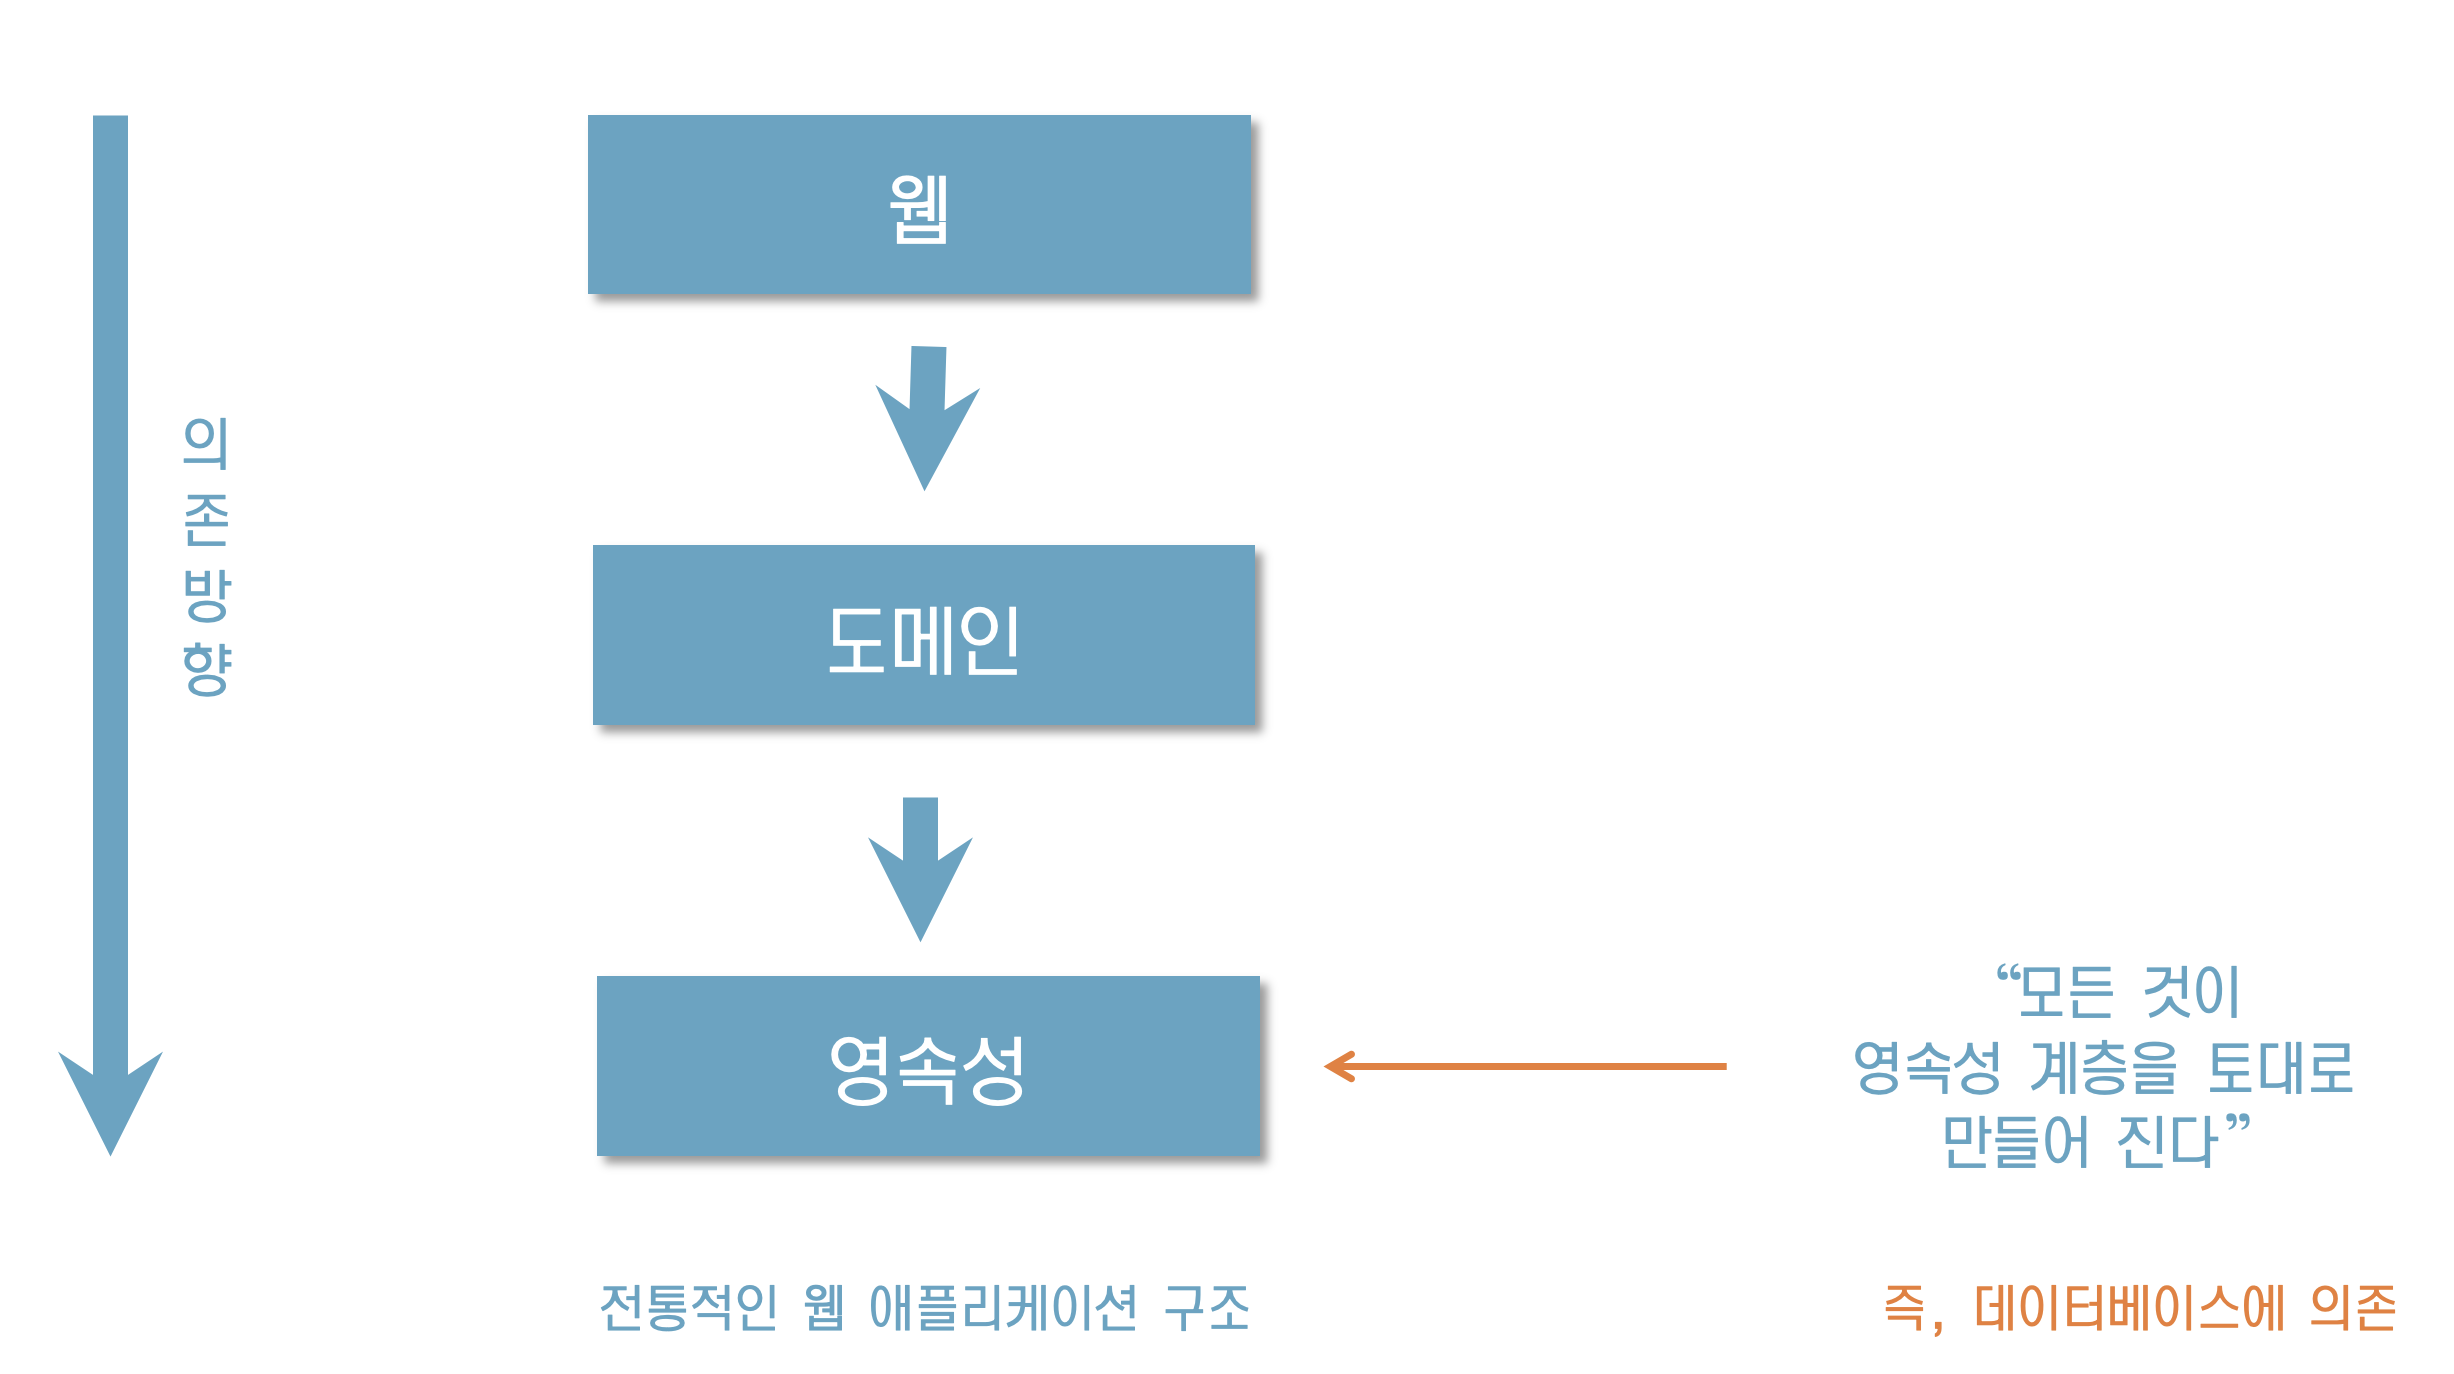 웹
의존방향
도메인
영속성
“모든 것이
영속성 계층을 토대로
만들어 진다”
전통적인 웹 애플리케이션 구조
즉, 데이터베이스에 의존